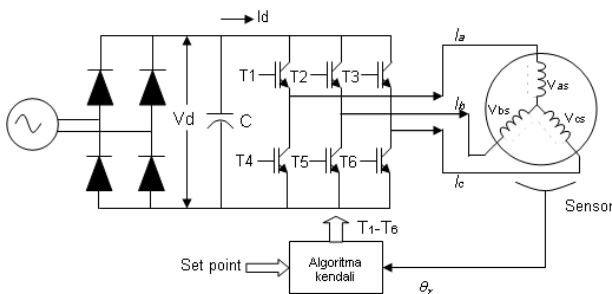 Id
Ia
T1
T2
T3
Vas
Vd
C
Ib
Vbs
Vcs
T4
T5
T6
Ic
Sensor
T1-T6
Set point
Algoritma
kendali
θr